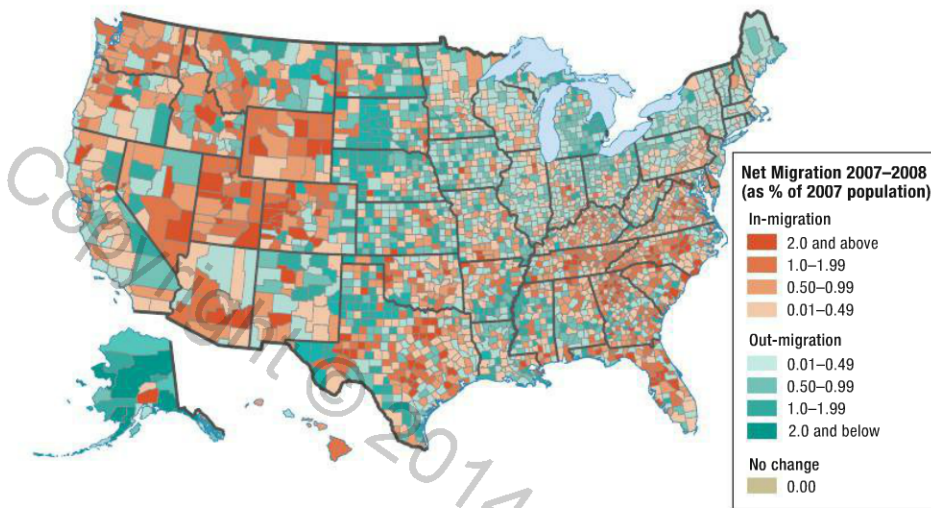 Net Migration 2007–2008
(as % of 2007 population)
In-migration
2.0 and above
1.0–1.99
0.50–0.99
0.01–0.49
Out-migration
0.01–0.49
0.50–0.99
1.0–1.99
2.0 and below
No change
0.00
Copyright © 2014